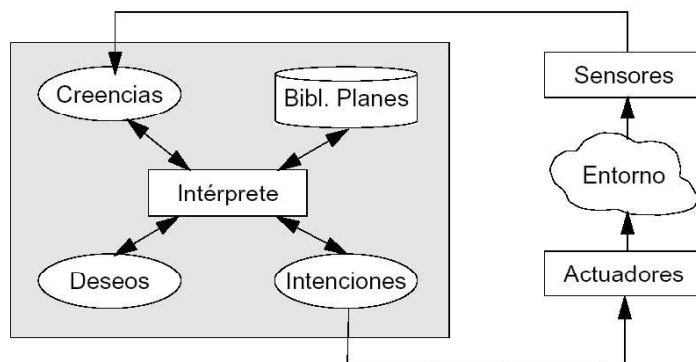 Sensores
Creencias
Bibl. Planes
Entorno
Intérprete
Deseos
Intenciones
Actuadores